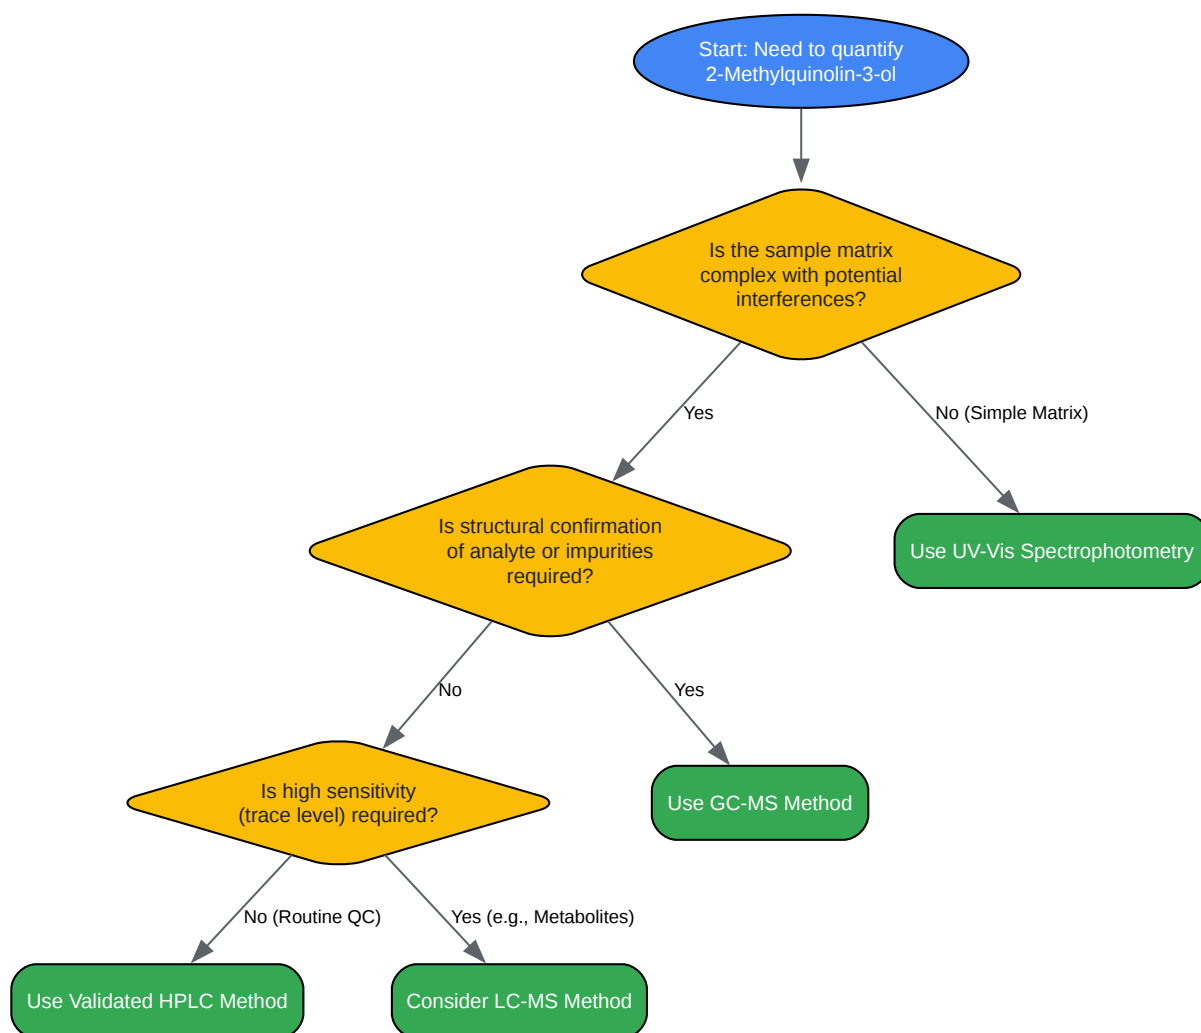 Start: Need to quantify
2-Methylquinolin-3-ol
Is the sample matrix
complex with potential
interferences?
Yes
No (Simple Matrix)
Is structural confirmation
of analyte or impurities
required?
Use UV-Vis Spectrophotometry
No
Yes
Is high sensitivity
(trace level) required?
Use GC-MS Method
No (Routine QC)
Yes (e.g., Metabolites)
Use Validated HPLC Method
Consider LC-MS Method